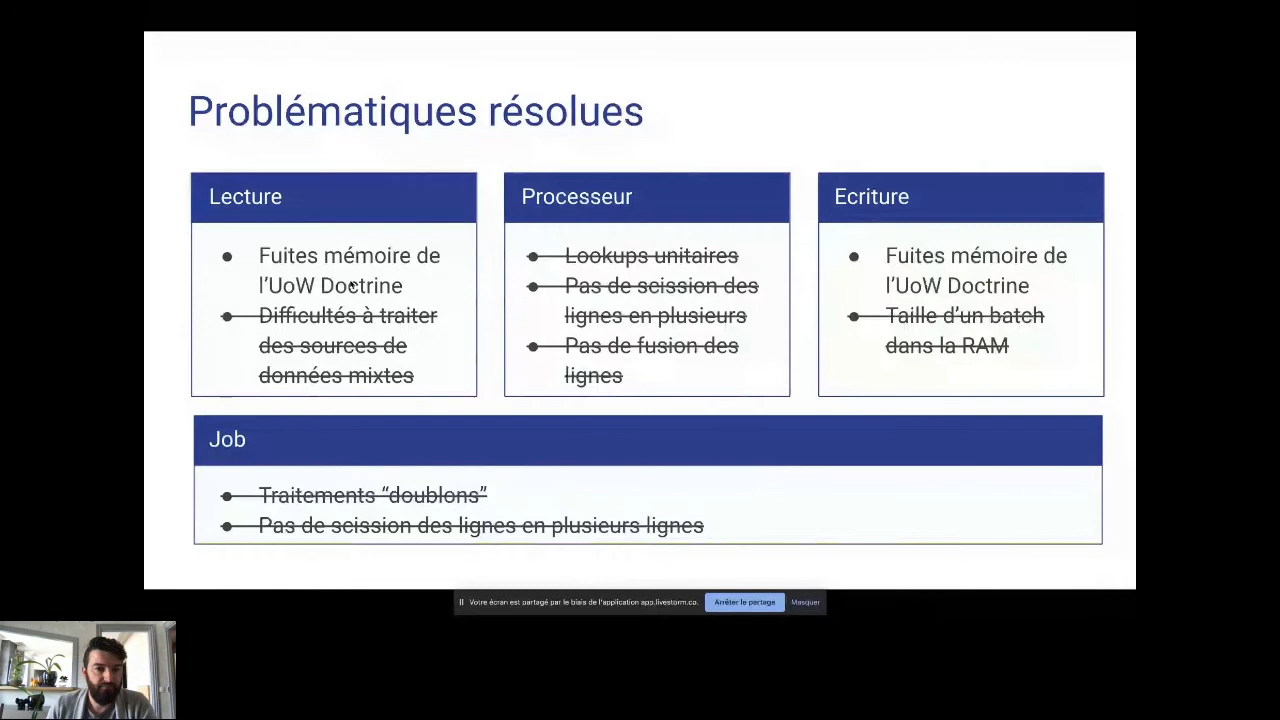 Problématiques résolues
Lecture
Fuites mémoire de
l'UoW Doctrine
Difficultés à traiter
des sources de
données mixtes
Processeur
Lookups unitaires
Pas de scission des
lignes en plusieurs
Pas de fusion des
lignes
Ecriture
Fuites mémoire de
l'UoW Doctrine
Taille d'un batch
dans la RAM
Job
Traitements “doublons”
Pas de scission des lignes en plusieurs lignes
Votre écran est partagé par le biais de l'application app.livestorm.co.
Arrêter le partage
Masquer